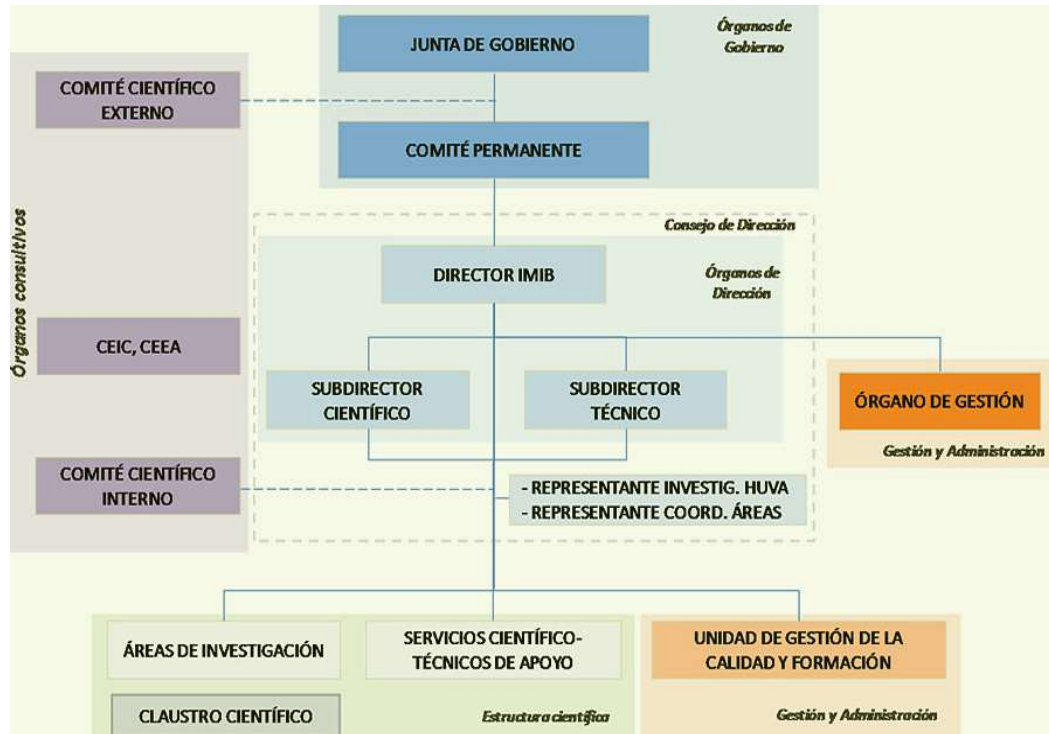 JUNTA DE GOBIERNO
Órganos de
Gobierno
COMITÉ CIENTÍFICO
EXTERNO
COMITÉ PERMANENTE
Órganos consultivos
Consejo de Dirección
DIRECTOR IMIB
Órganos de
Dirección
CEIC, CEEA
SUBDIRECTOR
CIENTÍFICO
SUBDIRECTOR
TÉCNICO
ÓRGANO DE GESTIÓN
Gestión y Administración
COMITÉ CIENTÍFICO
INTERNO
- REPRESENTANTE INVESTIG. HUVA
- REPRESENTANTE COORD. ÁREAS
ÁREAS DE INVESTIGACIÓN
SERVICIOS CIENTÍFICO-
TÉCNICOS DE APOYO
UNIDAD DE GESTIÓN DE LA
CALIDAD Y FORMACIÓN
CLAUSTRO CIENTÍFICO
Estructura científica
Gestión y Administración